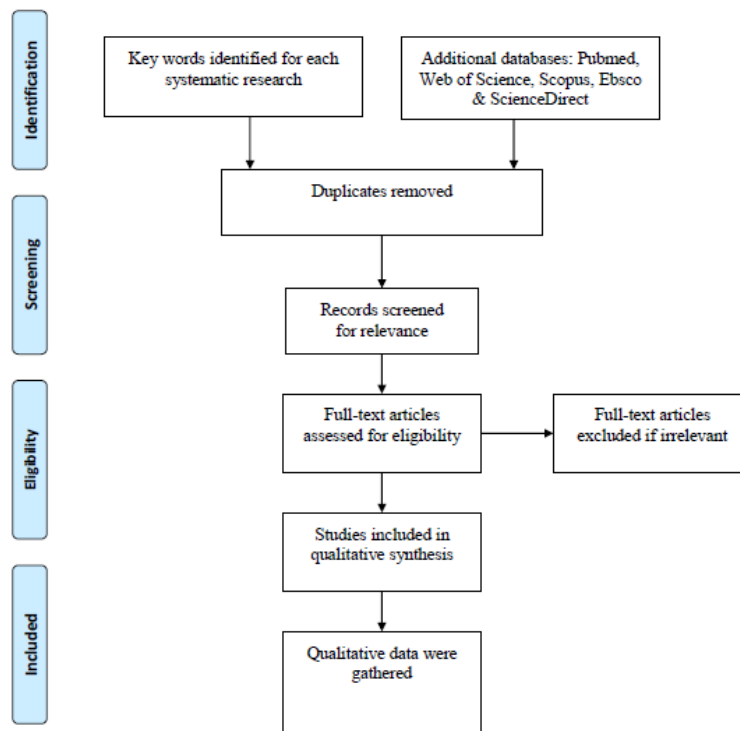 Identification
Key words identified for each
systematic research
Additional databases: Pubmed,
Web of Science, Scopus, Ebsco
& ScienceDirect
Duplicates removed
Screening
Records screened
for relevance
Eligibility
Full-text articles
assessed for eligibility
Full-text articles
excluded if irrelevant
Studies included in
qualitative synthesis
Included
Qualitative data were
gathered